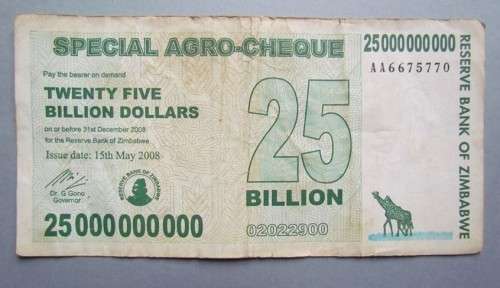 SPECIAL AGRO-CHEQUE
25000000000
AA6675770
Pay the bearer on demand
TWENTY FIVE
BILLION DOLLARS
on or before 31st December 2008
for the Reserve Bank of Zimbabwe
Issue date: 15th May 2008
25
BILLION
Dr. G Gono
Governor
RESERVE BANK OF ZIMBABWE
25000000000
02022900
RESERVE BANK OF ZIMBABWE